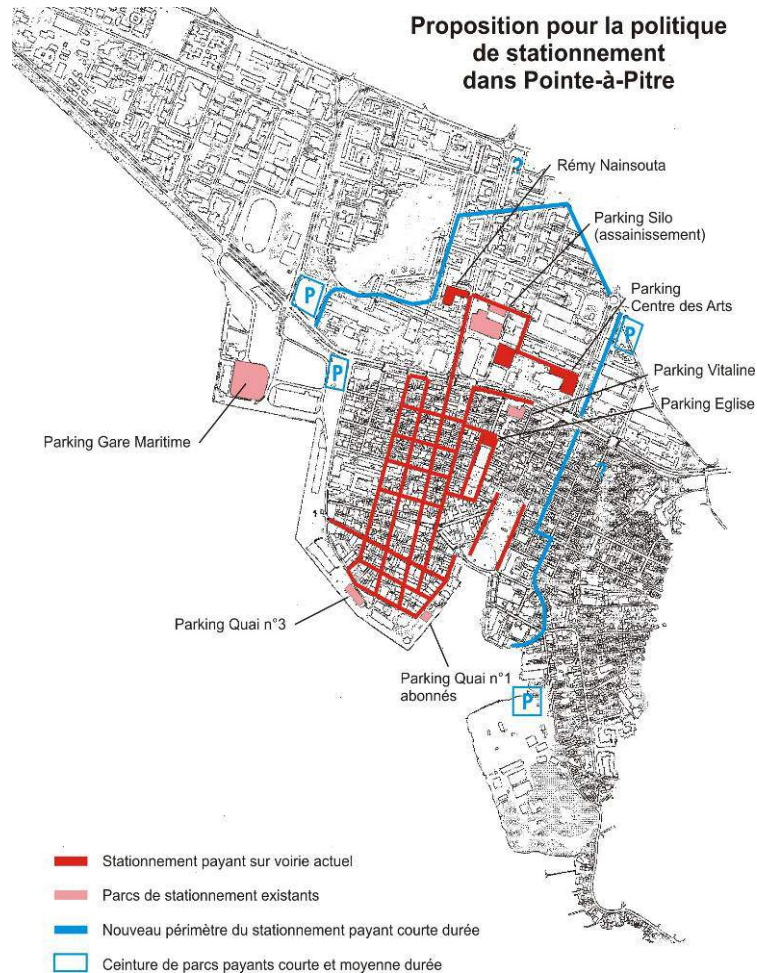 Proposition pour la politique
de stationnement
dans Pointe-à-Pitre
?
Rémy Nainsouta
Parking Silo
(assainissement)
Parking
Centre des Arts
P
P
P
Parking Vitaline
Parking Eglise
Parking Gare Maritime
?
Parking Quai n°3
Parking Quai n°1
abonnés
P
Stationnement payant sur voirie actuel
Parcs de stationnement existants
Nouveau périmètre du stationnement payant courte durée
Ceinture de parcs payants courte et moyenne durée